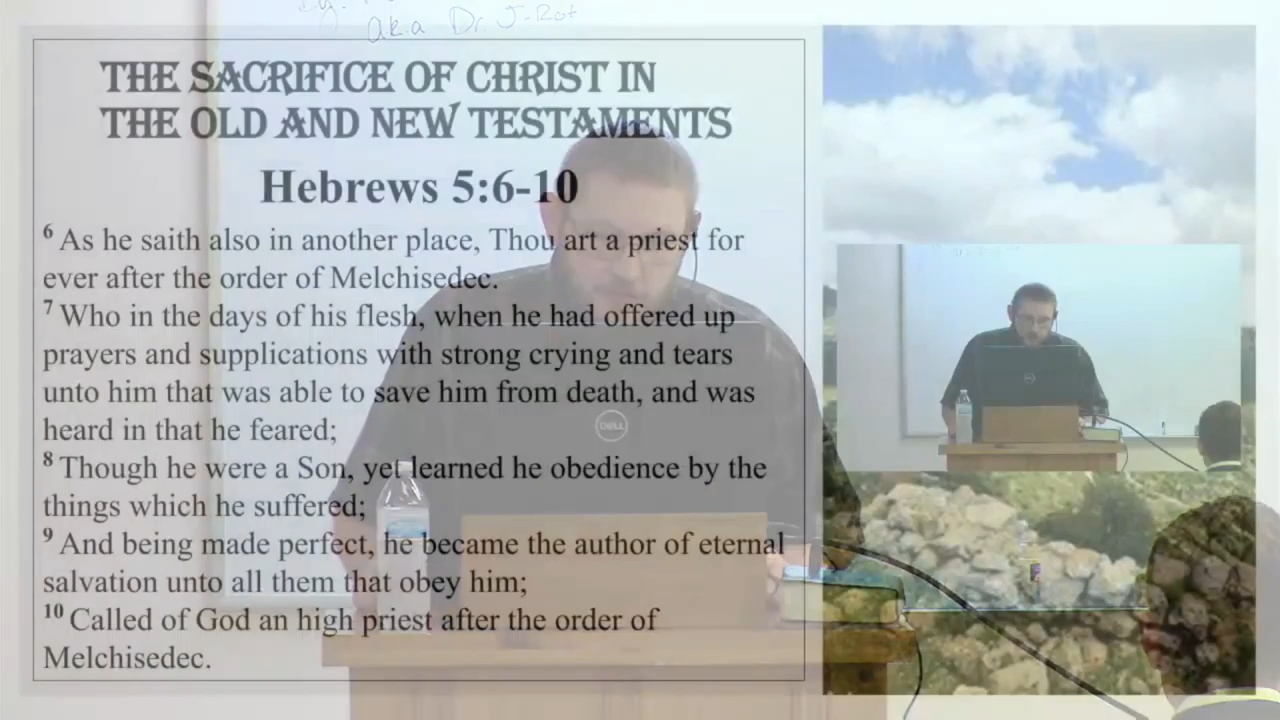 a.k.a Dr. J-Rot
THE SACRIFICE OF CHRIST IN
THE OLD AND NEW TESTAMENTS
Hebrews 5:6-10
6 As he saith also in another place, Thou art a priest for
ever after the order of Melchisedec.
7 Who in the days of his flesh, when he had offered up
prayers and supplications with strong crying and tears
unto him that was able to save him from death, and was
heard in that he feared;
8 Though he were a Son, yet learned he obedience by the
things which he suffered;
9 And being made perfect, he became the author of eternal
salvation unto all them that obey him;
10 Called of God an high priest after the order of
Melchisedec.
DELL